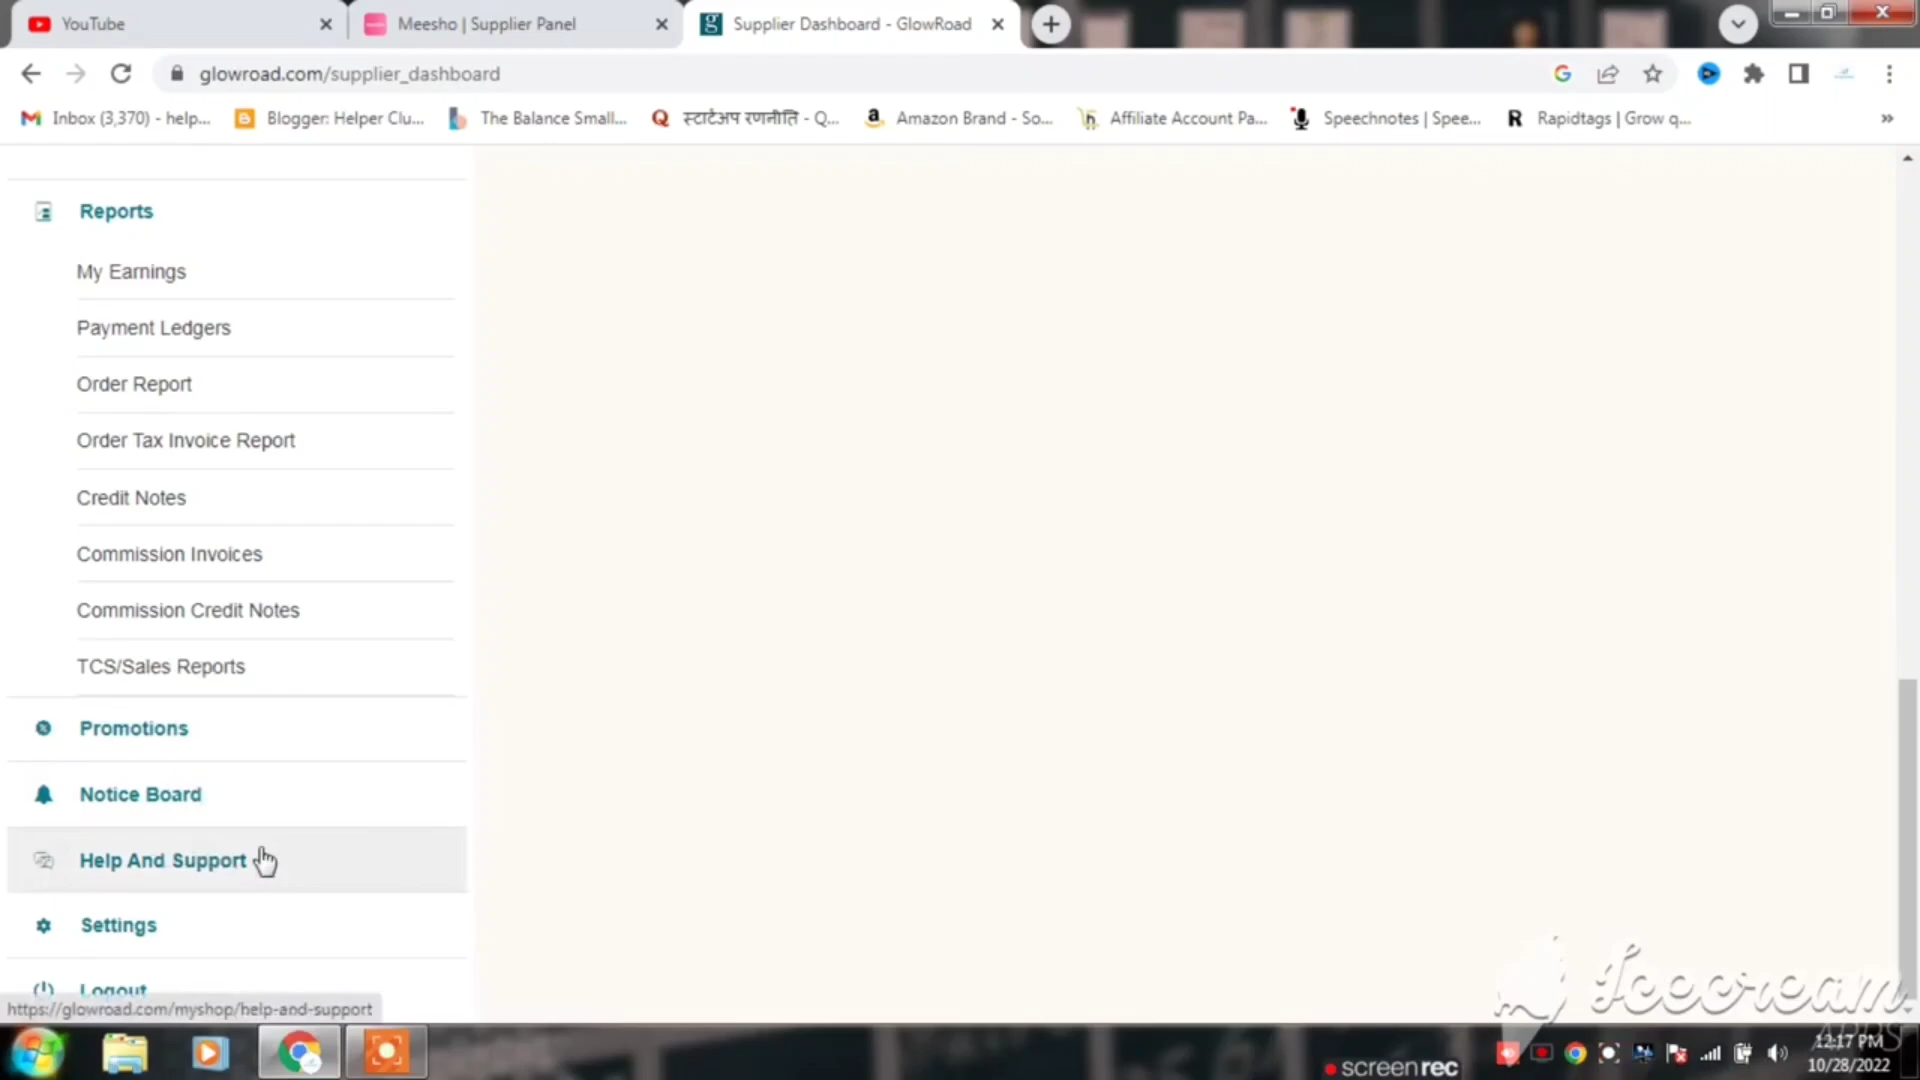 YouTube
Meesho | Supplier Panel
Supplier Dashboard - GlowRoad
glowroad.com/supplier_dashboard
Inbox (3,370) - help...
Blogger: Helper Clu...
The Balance Small...
स्टार्टअप रणनीति - Q...
Amazon Brand - So...
Affiliate Account Pa...
Speechnotes | Spee...
Rapidtags | Grow q...
Reports
My Earnings
Payment Ledgers
Order Report
Order Tax Invoice Report
Credit Notes
Commission Invoices
Commission Credit Notes
TCS/Sales Reports
Promotions
Notice Board
Help And Support
Settings
Logout
https://glowroad.com/myshop/help-and-support
Icecream
APPS
screenrec
12:17 PM
10/28/2022